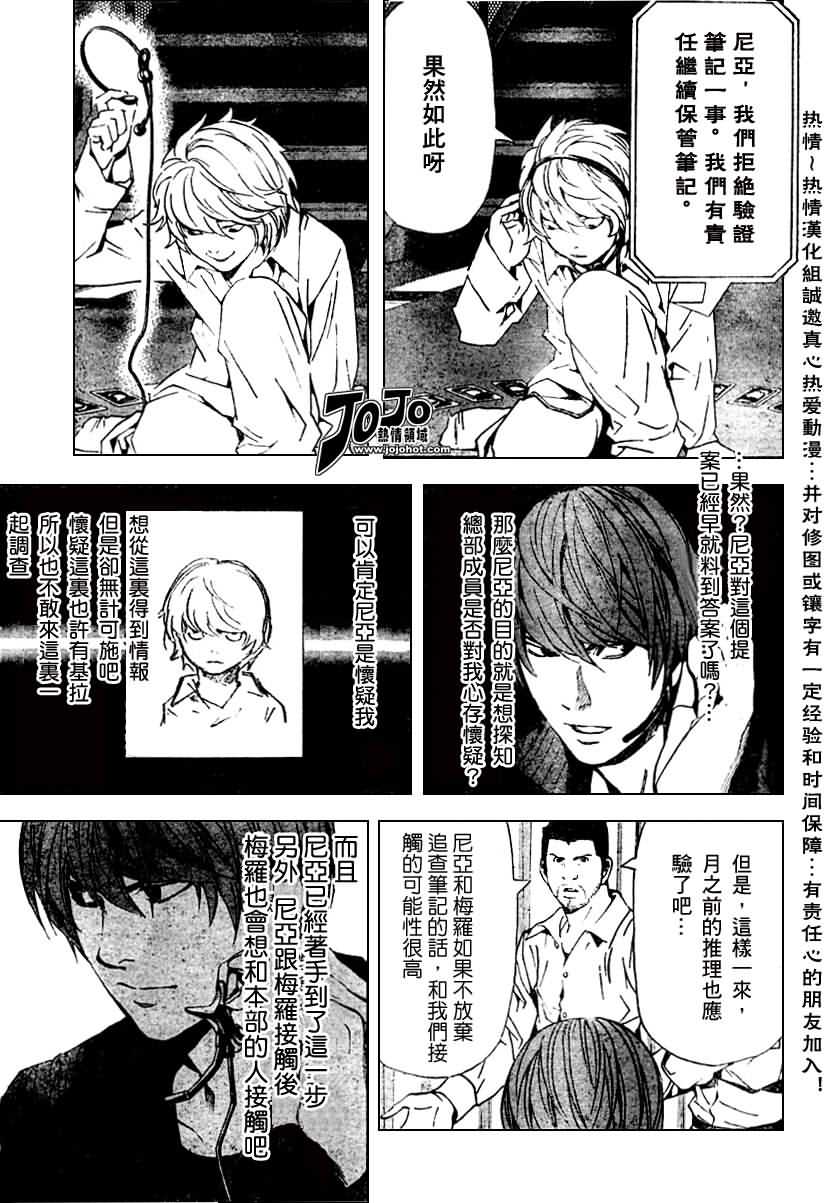 尼亞，我們拒絕驗證
筆記一事。我們有責
任繼續保管筆記。
果然如此呀
JOJO
熱情領域
www.jojohot.com
…果然？尼亞對這個提
案已經早就料到答案了嗎？…
那麼尼亞的目的就是想探知
總部成員是否對我心存懷疑？
可以肯定尼亞是懷疑我
想從這裏得到情報
但是卻無計可施吧
懷疑這裏也許有基拉
所以也不敢來這裏一
起調查
但是，這樣一來，
月之前的推理也應
驗了吧…
尼亞和梅羅如果不放棄
追查筆記的話，和我們接
觸的可能性很高
而且
尼亞已經著手到了這一步
另外 尼亞跟梅羅接觸後
梅羅也會想和本部的人接觸吧
热情~热情漢化組誠邀真心热爱動漫…并对修图或镶字有一定经验和时间保障…有责任心的朋友加入！